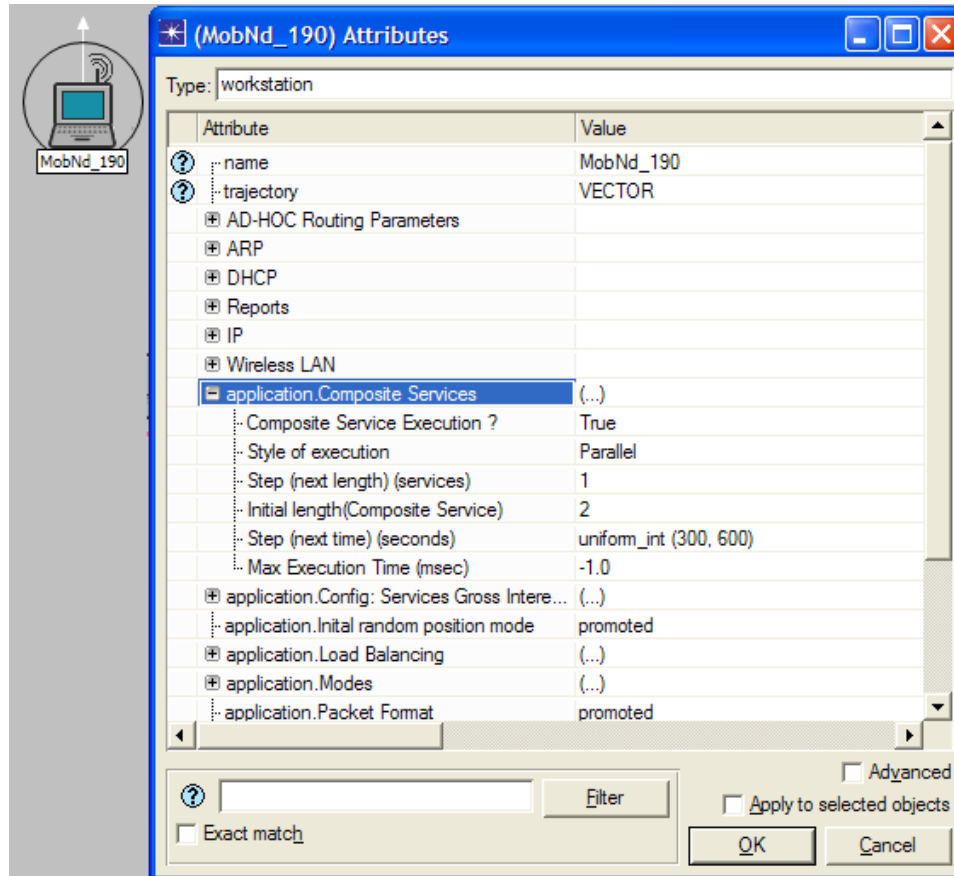 MobNd_190
(MobNd_190) Attributes
Type: workstation
Attribute Value
name MobNd_190
trajectory VECTOR
AD-HOC Routing Parameters
ARP
DHCP
Reports
IP
Wireless LAN
application.Composite Services (...)
Composite Service Execution ? True
Style of execution Parallel
Step (next length) (services) 1
Initial length(Composite Service) 2
Step (next time) (seconds) uniform_int (300, 600)
Max Execution Time (msec) -1.0
application.Config: Services Gross Intere... (...)
application.Inital random position mode promoted
application.Load Balancing (...)
application.Modes (...)
application.Packet Format promoted
Advanced
Filter
Apply to selected objects
Exact match
OK Cancel